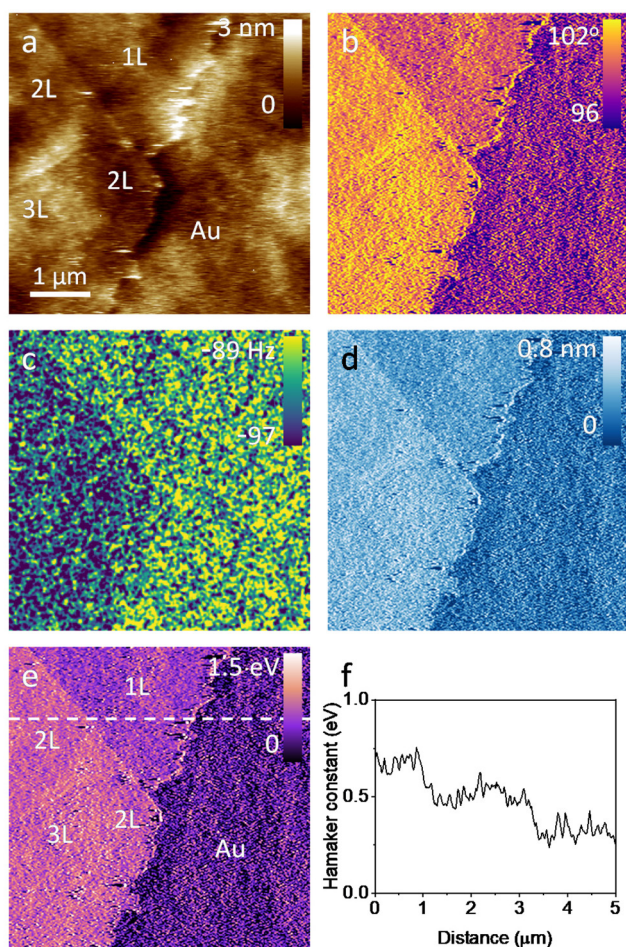 a
3 nm
1L
2L
0
2L
3L
Au
1 μm
b
102°
96
c
-89 Hz
-97
d
0.8 nm
0
e
1.5 eV
1L
0
2L
2L
3L
Au
f
1.0
0.5
0.0
Hamaker constant (eV)
0 1 2 3 4 5
Distance (μm)